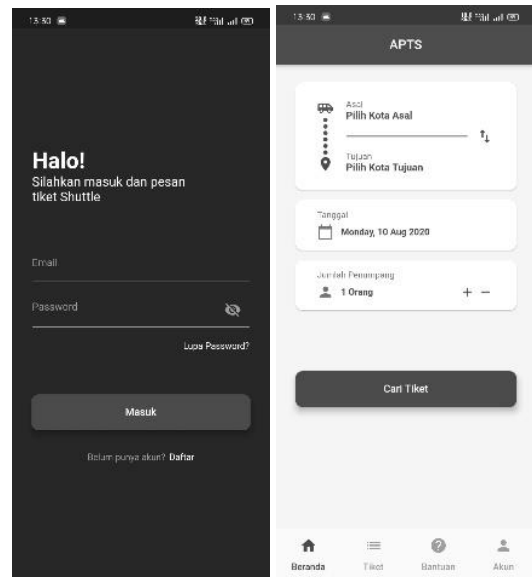 13:30
Halo!
Silahkan masuk dan pesan
tiket Shuttle
Email
Password
Lupa Password?
Masuk
Belum punya akun? Daftar
13:30
APTS
Asal
Pilih Kota Asal
Tujuan
Pilih Kota Tujuan
Tanggal
Monday, 10 Aug 2020
Jumlah Penumpang
1 Orang
Cari Tiket
Beranda Tiket Bantuan Akun